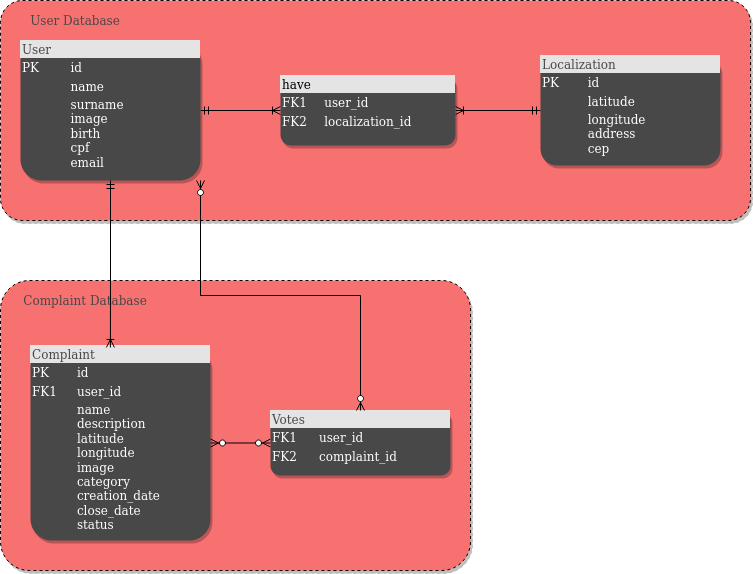 User Database
User
PK id
name
surname
image
birth
cpf
email
have
FK1 user_id
FK2 localization_id
Localization
PK id
latitude
longitude
address
cep
Complaint Database
Complaint
PK id
FK1 user_id
name
description
latitude
longitude
image
category
creation_date
close_date
status
Votes
FK1 user_id
FK2 complaint_id